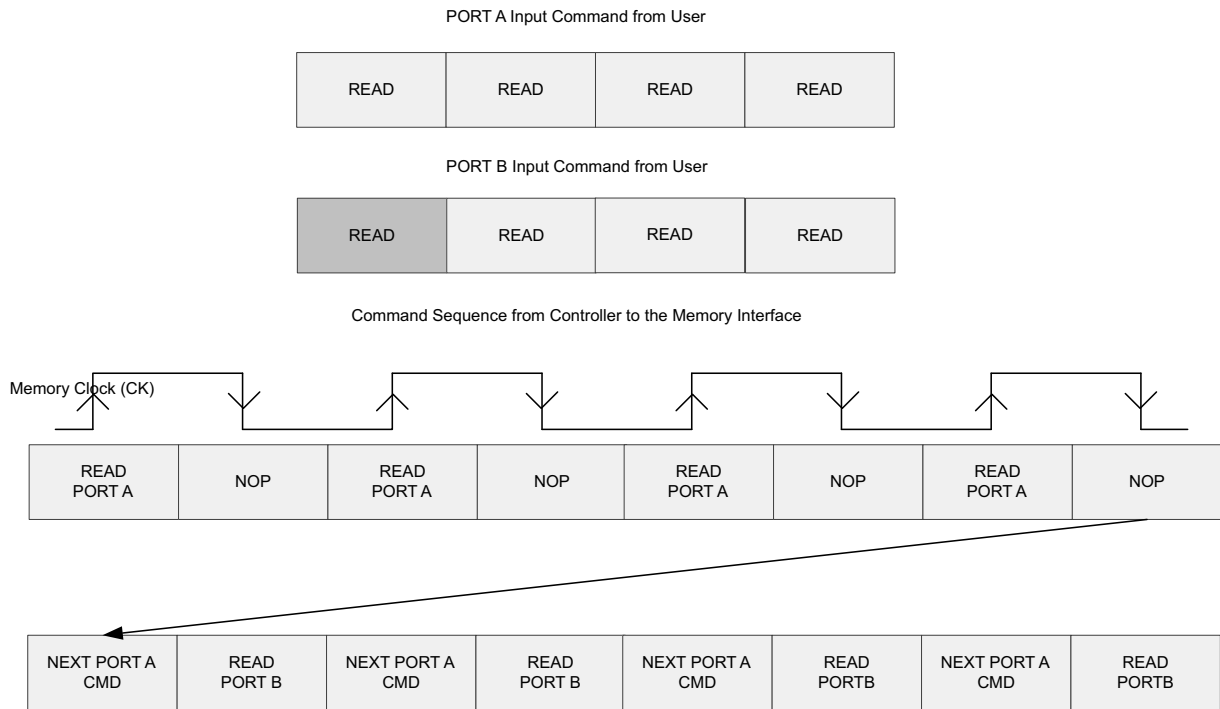 PORT A Input Command from User
READ READ READ READ
PORT B Input Command from User
READ READ READ READ
Command Sequence from Controller to the Memory Interface
Memory Clock (CK)
READ
PORT A
NOP
READ
PORT A
NOP
READ
PORT A
NOP
READ
PORT A
NOP
NEXT PORT A
CMD
READ
PORT B
NEXT PORT A
CMD
READ
PORT B
NEXT PORT A
CMD
READ
PORTB
NEXT PORT A
CMD
READ
PORTB